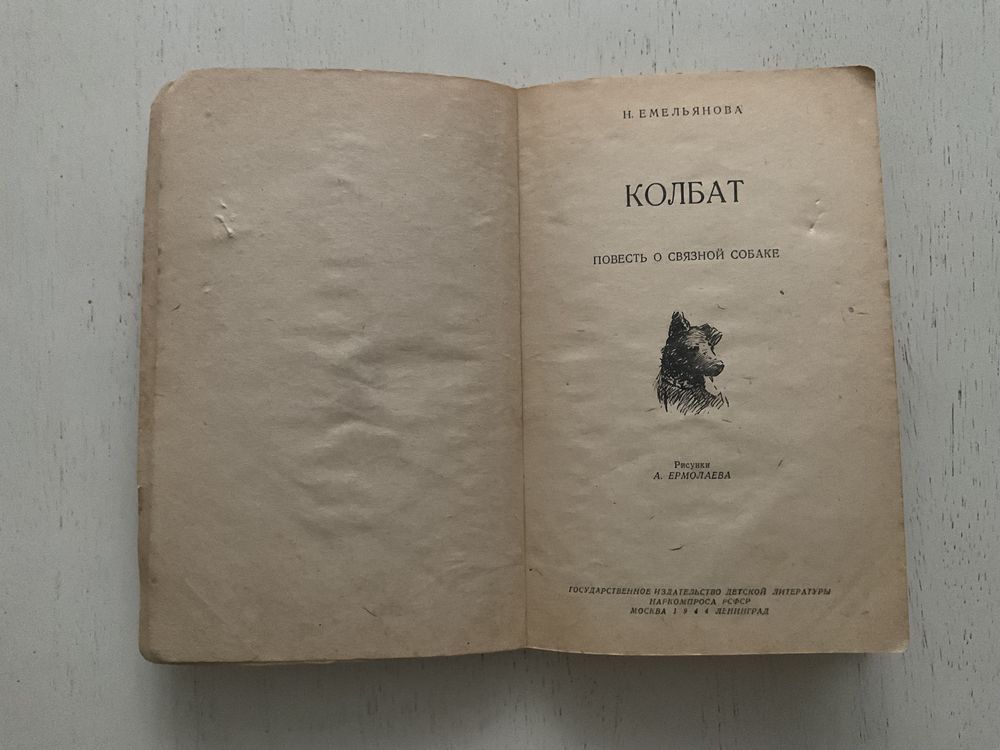 Н. ЕМЕЛЬЯНОВА
КОЛБАТ
ПОВЕСТЬ О СВЯЗНОЙ СОБАКЕ
Рисунки
А. ЕРМОЛАЕВА
ГОСУДАРСТВЕННОЕ ИЗДАТЕЛЬСТВО ДЕТСКОЙ ЛИТЕРАТУРЫ
НАРКОМПРОСА РСФСР
МОСКВА 1944 ЛЕНИНГРАД